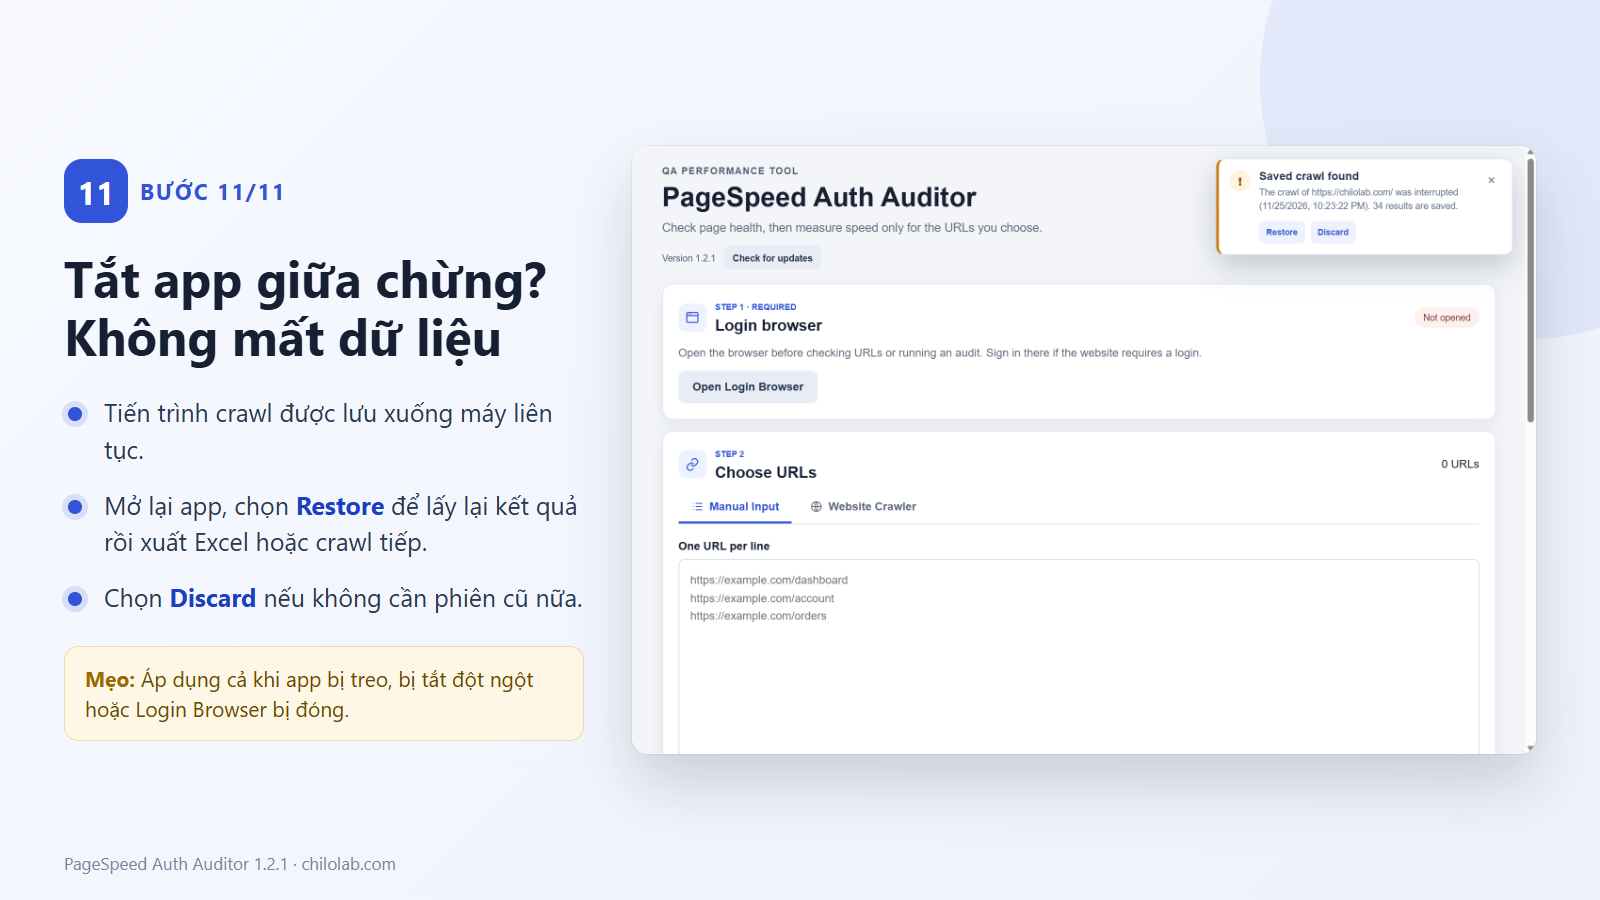 11
BƯỚC 11/11
Tắt app giữa chừng?
Không mất dữ liệu
Tiến trình crawl được lưu xuống máy liên
tục.
Mở lại app, chọn Restore để lấy lại kết quả
rồi xuất Excel hoặc crawl tiếp.
Chọn Discard nếu không cần phiên cũ nữa.
Mẹo: Áp dụng cả khi app bị treo, bị tắt đột ngột
hoặc Login Browser bị đóng.
PageSpeed Auth Auditor 1.2.1 · chilolab.com
QA PERFORMANCE TOOL
PageSpeed Auth Auditor
Check page health, then measure speed only for the URLs you choose.
Version 1.2.1
Check for updates
!
Saved crawl found
×
The crawl of https://chilolab.com/ was interrupted
(11/25/2026, 10:23:22 PM). 34 results are saved.
Restore
Discard
STEP 1 · REQUIRED
Login browser
Not opened
Open the browser before checking URLs or running an audit. Sign in there if the website requires a login.
Open Login Browser
STEP 2
Choose URLs
0 URLs
Manual Input
Website Crawler
One URL per line
https://example.com/dashboard
https://example.com/account
https://example.com/orders